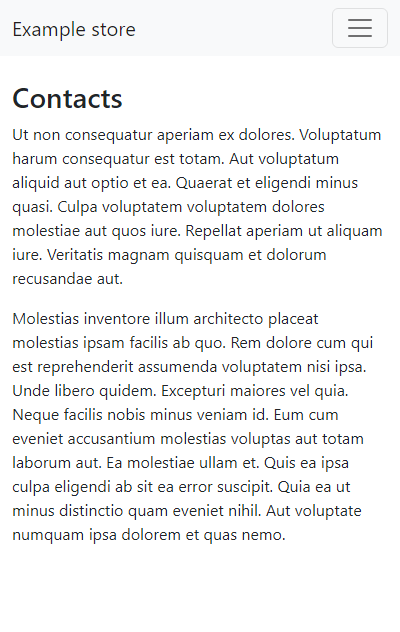 Example store
Contacts
Ut non consequatur aperiam ex dolores. Voluptatum
harum consequatur est totam. Aut voluptatum
aliquid aut optio et ea. Quaerat et eligendi minus
quasi. Culpa voluptatem voluptatem dolores
molestiae aut quos iure. Repellat aperiam ut aliquam
iure. Veritatis magnam quisquam et dolorum
recusandae aut.
Molestias inventore illum architecto placeat
molestias ipsam facilis ab quo. Rem dolore cum qui
est reprehenderit assumenda voluptatem nisi ipsa.
Unde libero quidem. Excepturi maiores vel quia.
Neque facilis nobis minus veniam id. Eum cum
eveniet accusantium molestias voluptas aut totam
laborum aut. Ea molestiae ullam et. Quis ea ipsa
culpa eligendi ab sit ea error suscipit. Quia ea ut
minus distinctio quam eveniet nihil. Aut voluptate
numquam ipsa dolorem et quas nemo.